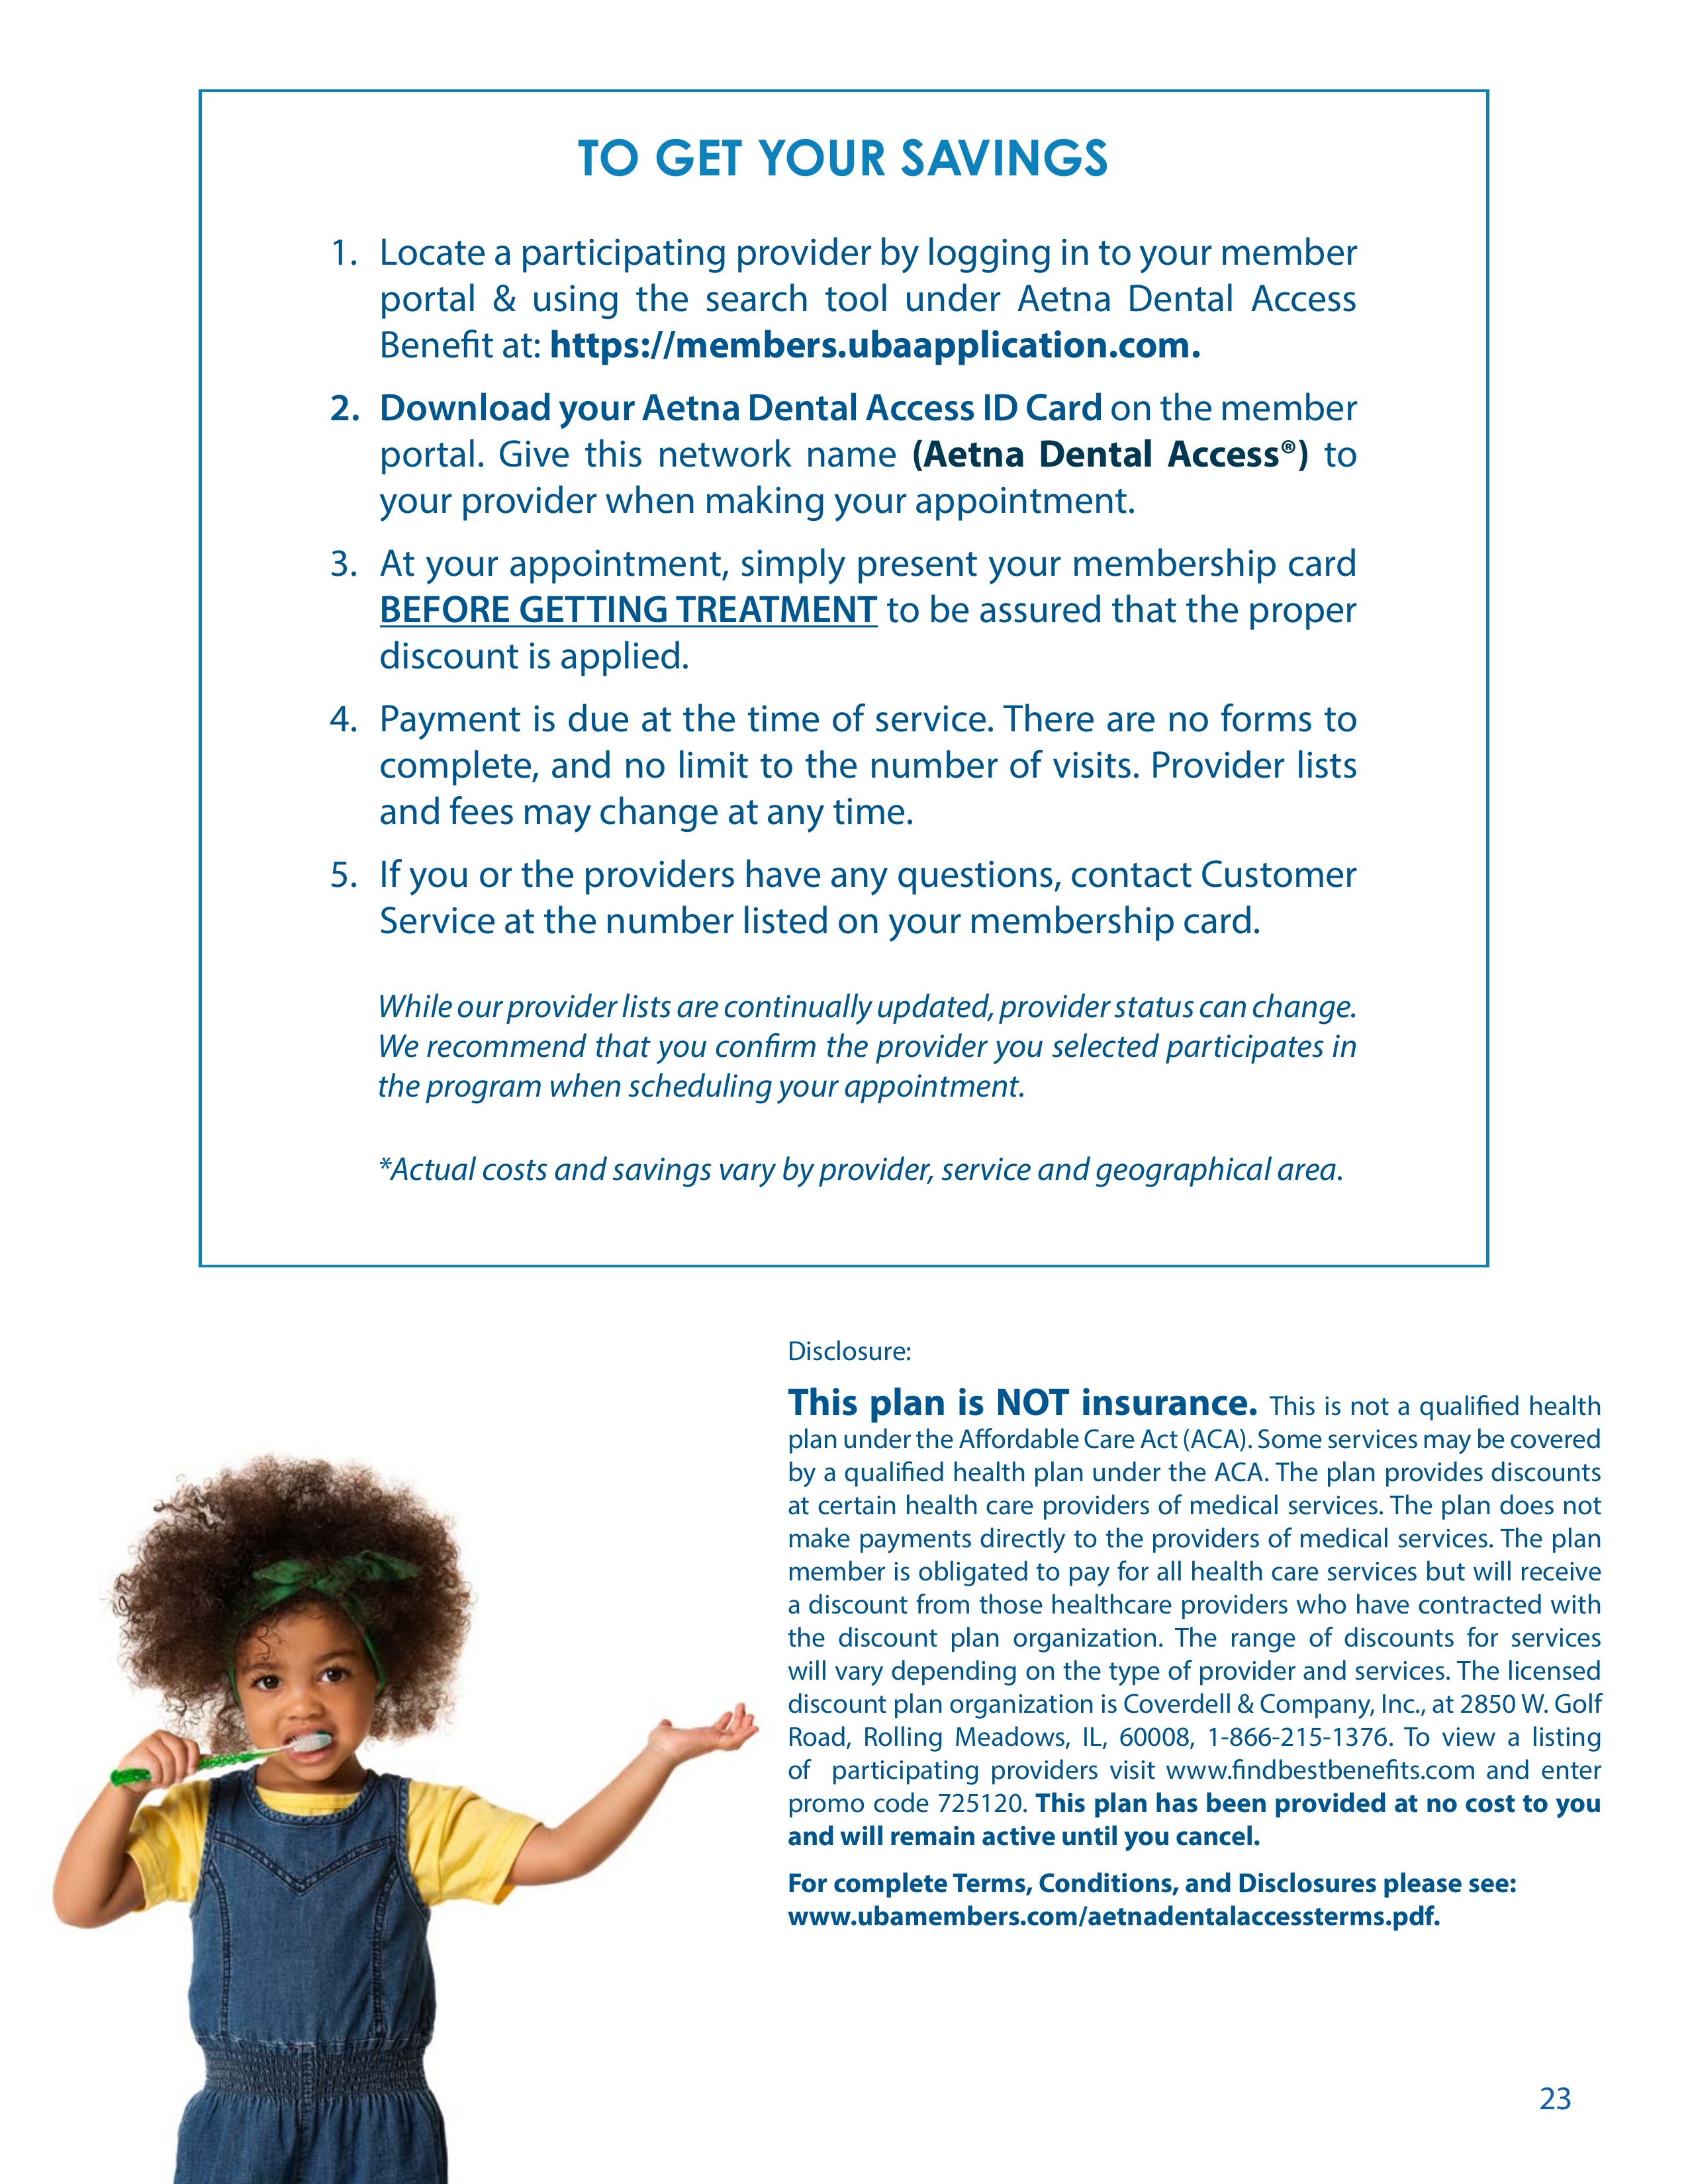 TO GET YOUR SAVINGS
1. Locate a participating provider by logging in to your member
portal & using the search tool under Aetna Dental Access
Benefit at: https://members.ubaapplication.com.
2. Download your Aetna Dental Access ID Card on the member
portal. Give this network name (Aetna Dental Access®) to
your provider when making your appointment.
3. At your appointment, simply present your membership card
BEFORE GETTING TREATMENT to be assured that the proper
discount is applied.
4. Payment is due at the time of service. There are no forms to
complete, and no limit to the number of visits. Provider lists
and fees may change at any time.
5. If you or the providers have any questions, contact Customer
Service at the number listed on your membership card.
While our provider lists are continually updated, provider status can change.
We recommend that you confirm the provider you selected participates in
the program when scheduling your appointment.
*Actual costs and savings vary by provider, service and geographical area.
Disclosure:
This plan is NOT insurance. This is not a qualified health
plan under the Affordable Care Act (ACA). Some services may be covered
by a qualified health plan under the ACA. The plan provides discounts
at certain health care providers of medical services. The plan does not
make payments directly to the providers of medical services. The plan
member is obligated to pay for all health care services but will receive
a discount from those healthcare providers who have contracted with
the discount plan organization. The range of discounts for services
will vary depending on the type of provider and services. The licensed
discount plan organization is Coverdell & Company, Inc., at 2850 W. Golf
Road, Rolling Meadows, IL, 60008, 1-866-215-1376. To view a listing
of participating providers visit www.findbestbenefits.com and enter
promo code 725120. This plan has been provided at no cost to you
and will remain active until you cancel.
For complete Terms, Conditions, and Disclosures please see:
www.ubamembers.com/aetnadentalaccessterms.pdf.
23